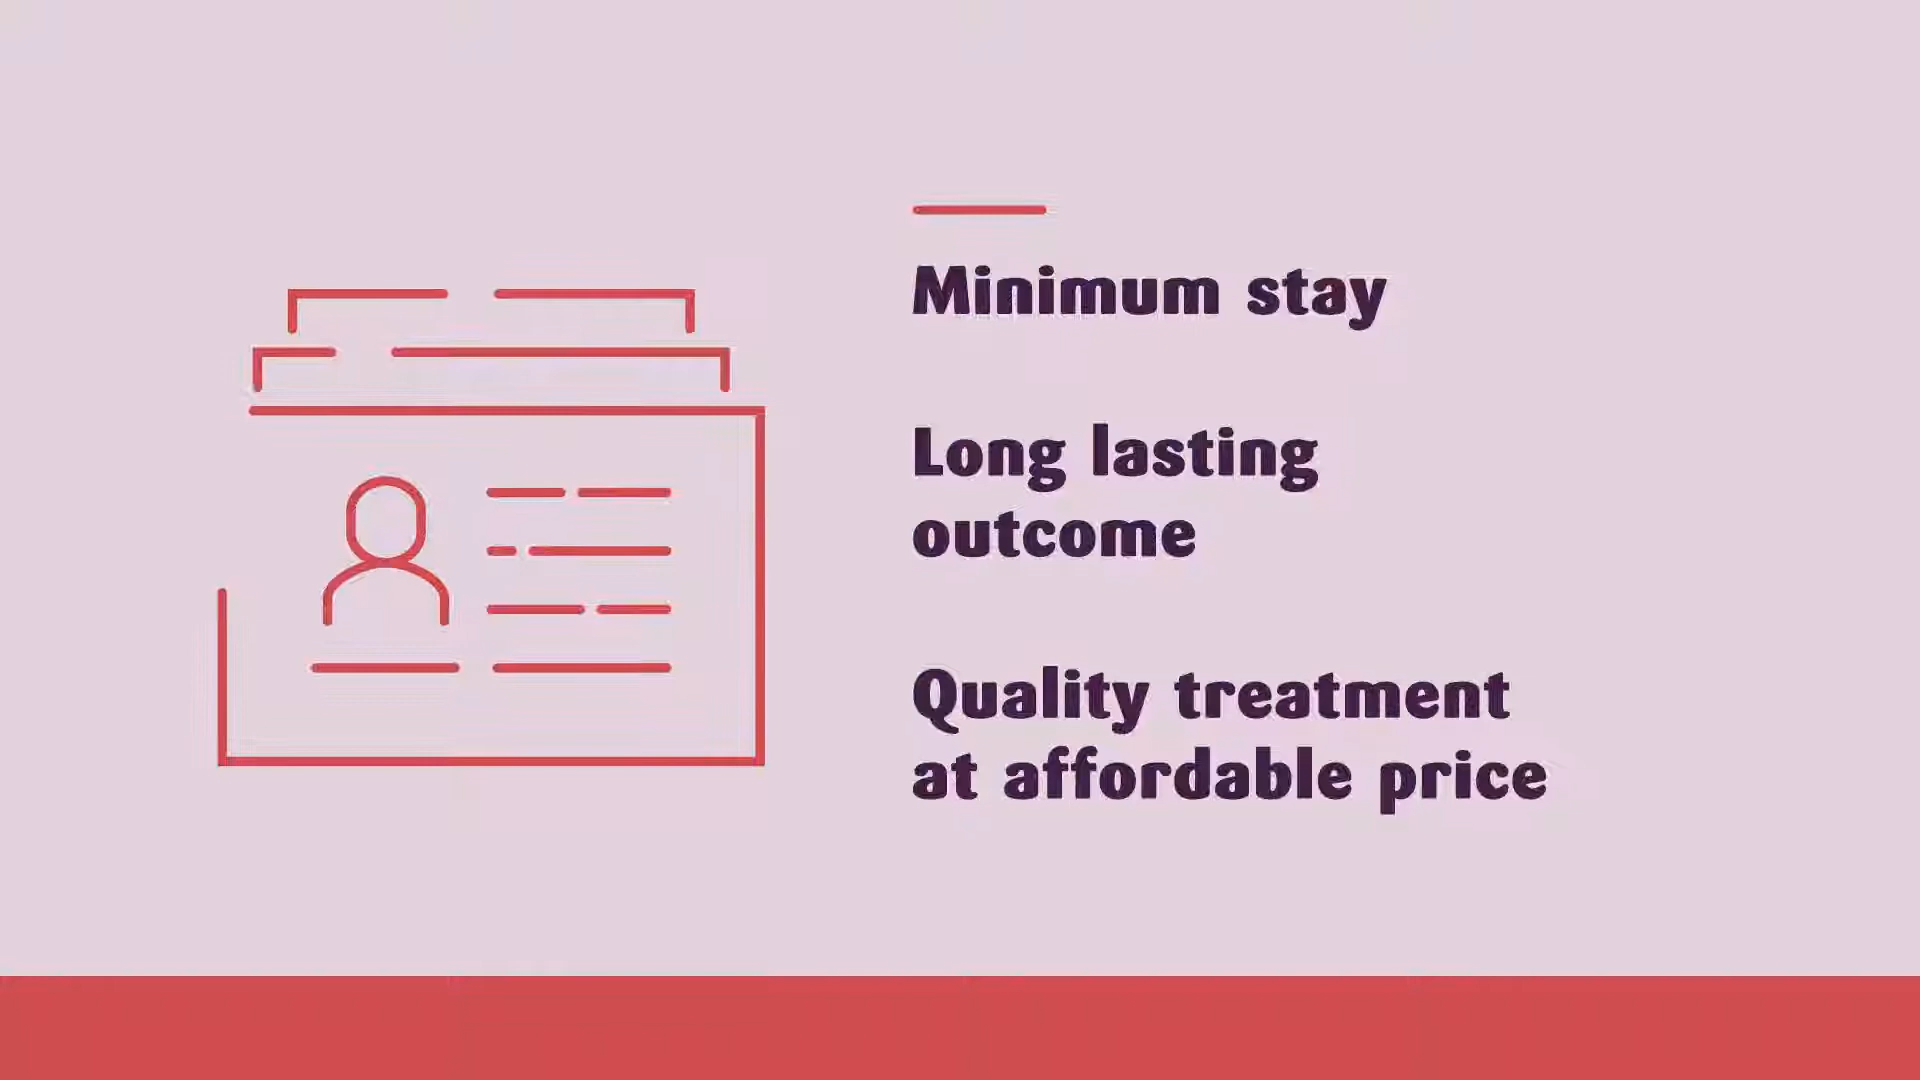 Minimum stay
Long lasting
outcome
Quality treatment
at affordable price